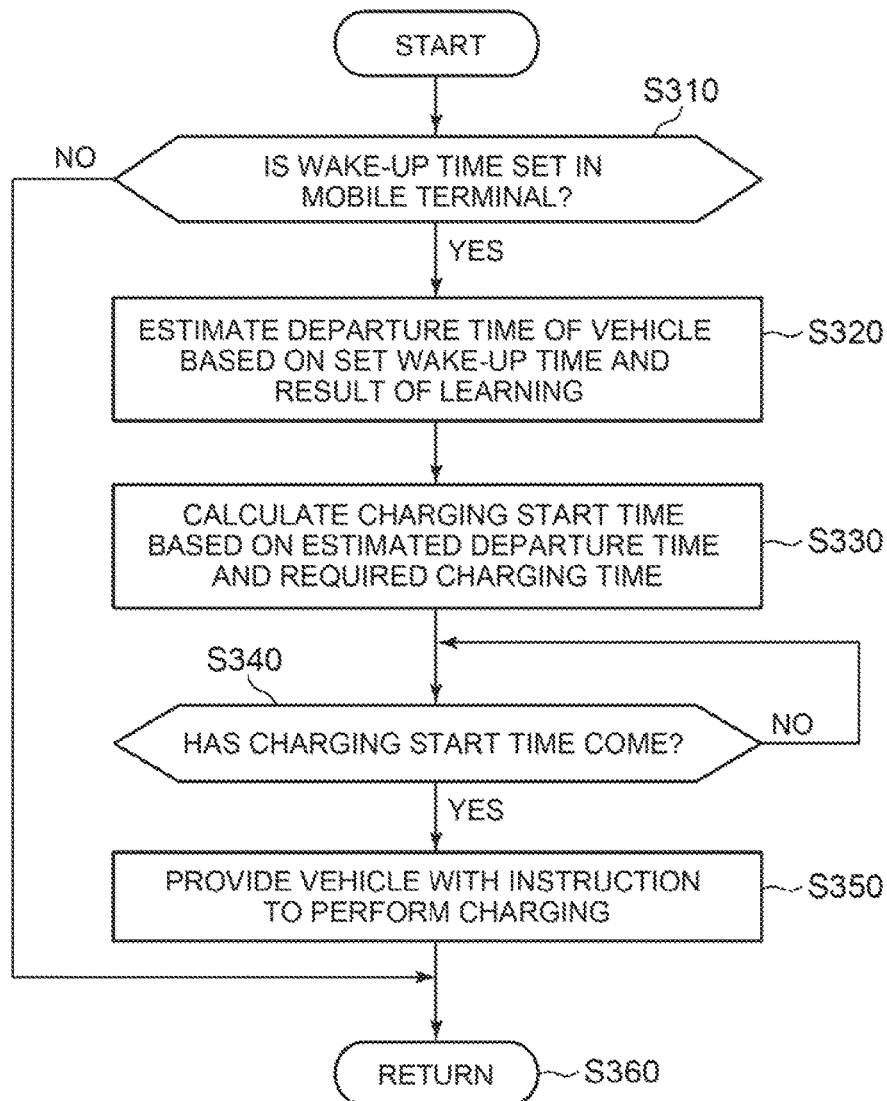 START
S310
NO
IS WAKE-UP TIME SET IN
MOBILE TERMINAL?
YES
ESTIMATE DEPARTURE TIME OF VEHICLE
BASED ON SET WAKE-UP TIME AND
RESULT OF LEARNING
S320
CALCULATE CHARGING START TIME
BASED ON ESTIMATED DEPARTURE TIME
AND REQUIRED CHARGING TIME
S330
S340
HAS CHARGING START TIME COME?
NO
YES
PROVIDE VEHICLE WITH INSTRUCTION
TO PERFORM CHARGING
S350
RETURN
S360